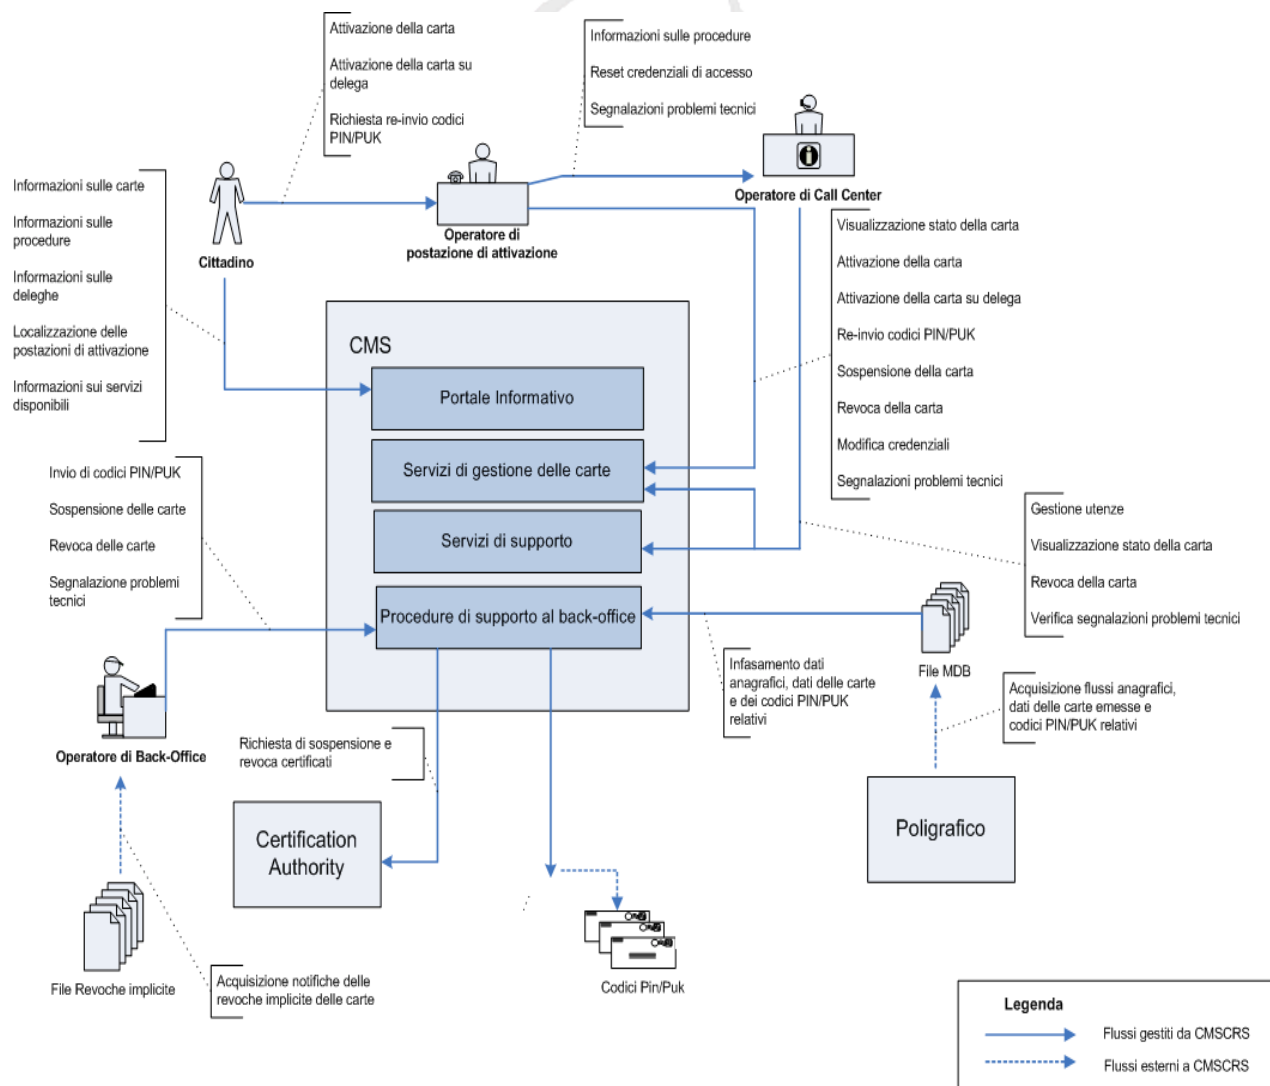 Attivazione della carta
Attivazione della carta su
delega
Richiesta re-invio codici
PIN/PUK
Informazioni sulle procedure
Reset credenziali di accesso
Segnalazioni problemi tecnici
Informazioni sulle carte
Informazioni sulle
procedure
Informazioni sulle
deleghe
Localizzazione delle
postazioni di attivazione
Informazioni sui servizi
disponibili
Cittadino
Operatore di
postazione di attivazione
Operatore di Call Center
Visualizzazione stato della carta
Attivazione della carta
Attivazione della carta su delega
Re-invio codici PIN/PUK
Sospensione della carta
Revoca della carta
Modifica credenziali
Segnalazioni problemi tecnici
CMS
Portale Informativo
Servizi di gestione delle carte
Servizi di supporto
Procedure di supporto al back-office
Invio di codici PIN/PUK
Sospensione delle carte
Revoca delle carte
Segnalazione problemi
tecnici
Gestione utenze
Visualizzazione stato della carta
Revoca della carta
Verifica segnalazioni problemi tecnici
Operatore di Back-Office
Infasamento dati
anagrafici, dati delle carte
e dei codici PIN/PUK
relativi
File MDB
Acquisizione flussi anagrafici,
dati delle carte emesse e
codici PIN/PUK relativi
Richiesta di sospensione e
revoca certificati
Certification
Authority
Poligrafico
File Revoche implicite
Acquisizione notifiche delle
revoche implicite delle carte
Codici Pin/Puk
Legenda
Flussi gestiti da CMSCRS
Flussi esterni a CMSCRS